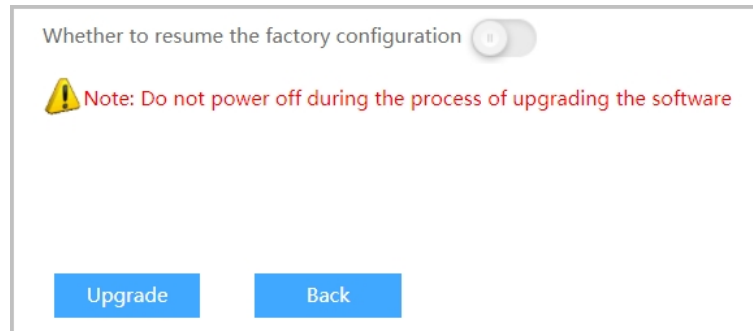 Whether to resume the factory configuration
Note: Do not power off during the process of upgrading the software
Upgrade
Back